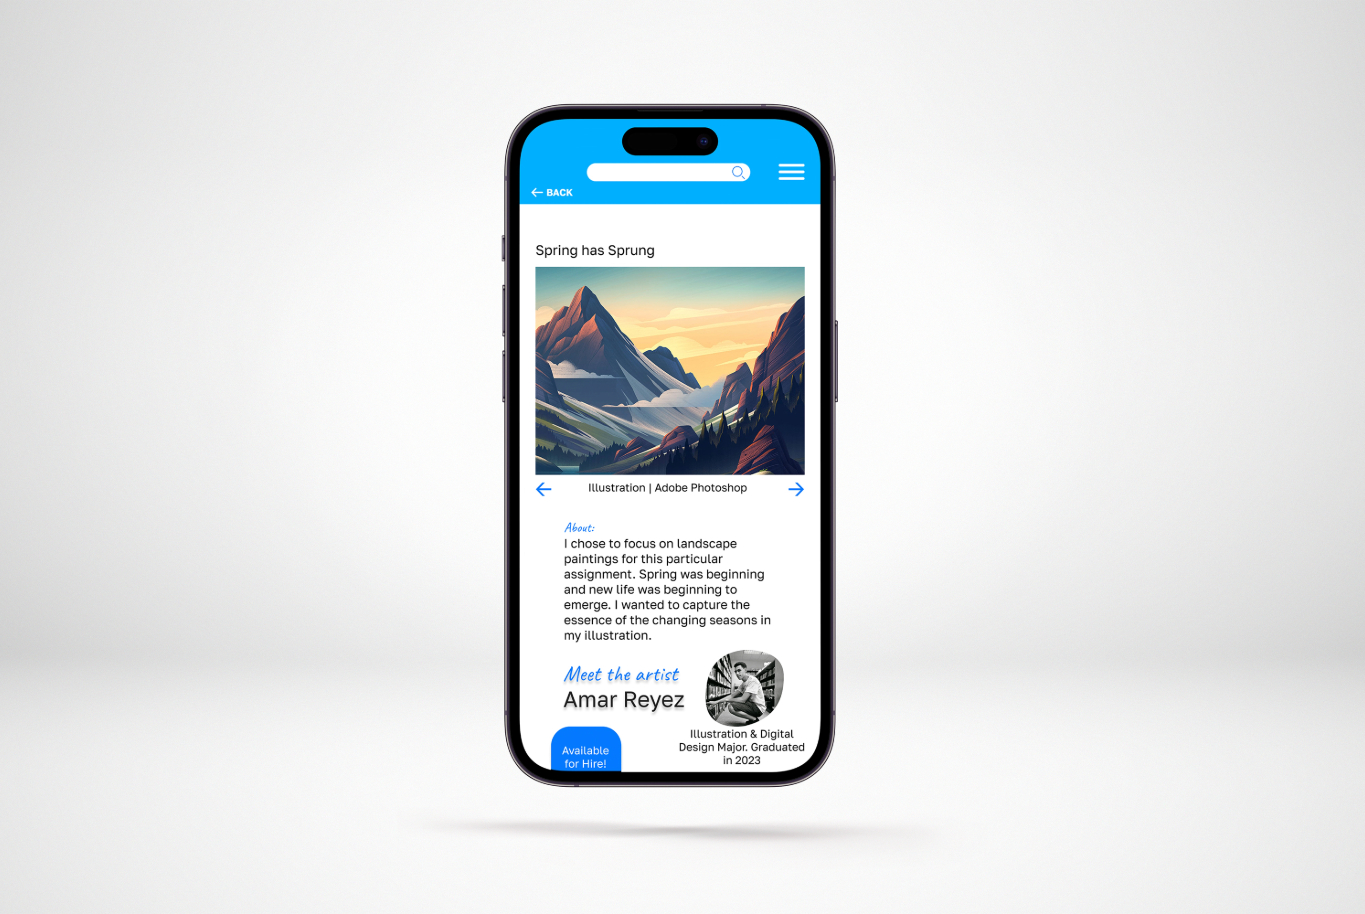 BACK
Spring has Sprung
Illustration | Adobe Photoshop
About:
I chose to focus on landscape
paintings for this particular
assignment. Spring was beginning
and new life was beginning to
emerge. I wanted to capture the
essence of the changing seasons in
my illustration.
Meet the artist
Amar Reyez
Illustration & Digital
Design Major. Graduated
in 2023
Available
for Hire!